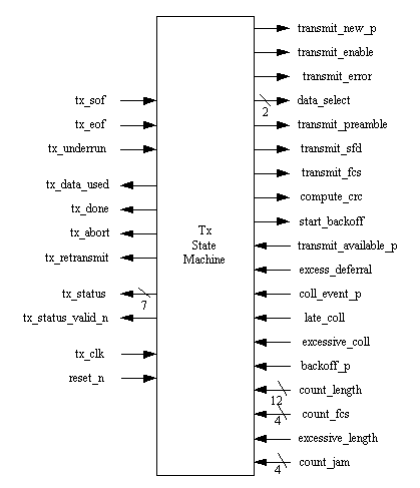 transmit_new_p
transmit_enable
transmit_error
tx_sof
data_select
2
tx_eof
transmit_preamble
tx_underrun
transmit_sfd
transmit_fcs
tx_data_used
compute_crc
tx_done
start_backoff
tx_abort
Tx
State
Machine
transmit_available_p
tx_retransmit
excess_deferral
tx_status
7
coll_event_p
tx_status_valid_n
late_coll
excessive_coll
tx_clk
backoff_p
reset_n
count_length
12
count_fcs
4
excessive_length
count_jam
4